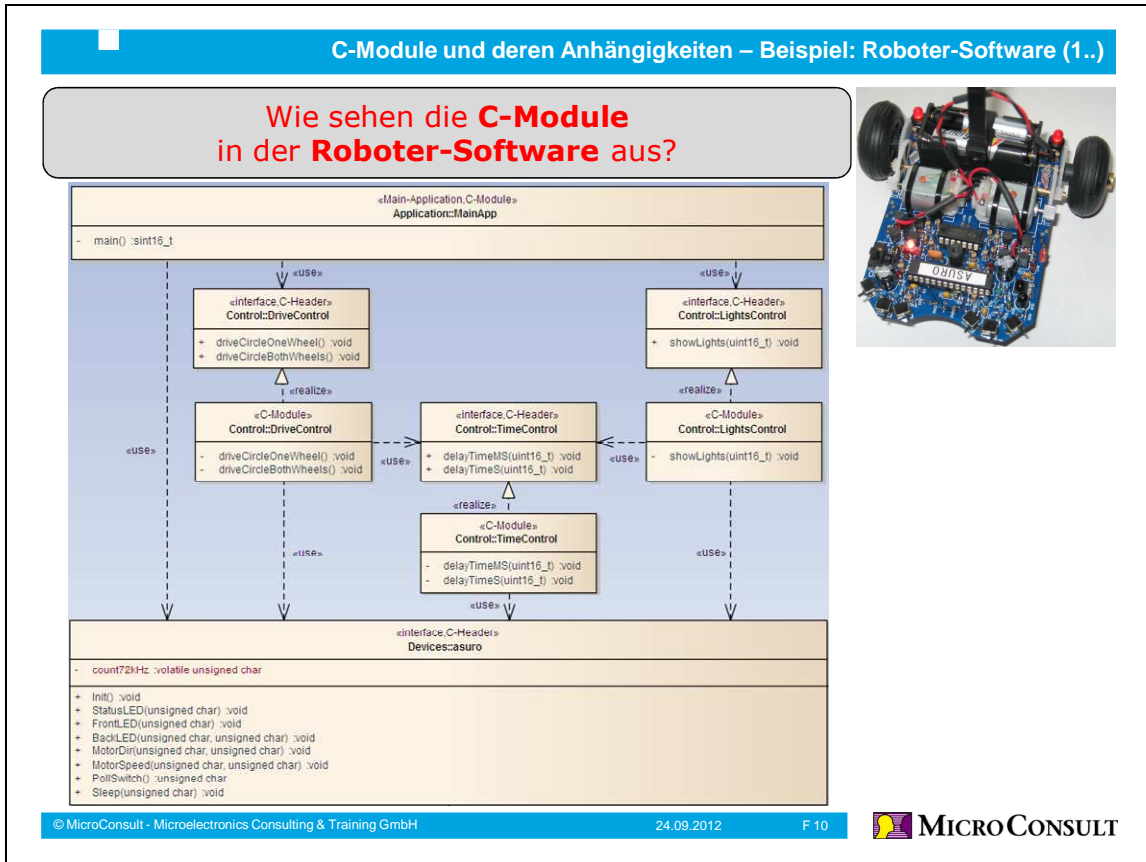 C-Module und deren Anhängigkeiten – Beispiel: Roboter-Software (1..)
Wie sehen die C-Module
in der Roboter-Software aus?
«Main-Application,C-Module»
Application::MainApp
- main() :sint16_t
«use»
«use»
«interface,C-Header»
Control::DriveControl
+ driveCircleOneWheel() :void
+ driveCircleBothWheels() :void
«interface,C-Header»
Control::LightsControl
+ showLights(uint16_t) :void
«realize»
«realize»
«C-Module»
Control::DriveControl
- driveCircleOneWheel() :void
- driveCircleBothWheels() :void
«interface,C-Header»
Control::TimeControl
+ delayTimeMS(uint16_t) :void
+ delayTimeS(uint16_t) :void
«C-Module»
Control::LightsControl
- showLights(uint16_t) :void
«use»
«use»
«use»
«realize»
«C-Module»
Control::TimeControl
- delayTimeMS(uint16_t) :void
- delayTimeS(uint16_t) :void
«use»
«use»
«use»
«interface,C-Header»
Devices::asuro
- count72kHz :volatile unsigned char
+ Init() :void
+ StatusLED(unsigned char) :void
+ FrontLED(unsigned char) :void
+ BackLED(unsigned char, unsigned char) :void
+ MotorDir(unsigned char, unsigned char) :void
+ MotorSpeed(unsigned char, unsigned char) :void
+ PollSwitch() :unsigned char
+ Sleep(unsigned char) :void
ASURO
© MicroConsult - Microelectronics Consulting & Training GmbH
24.09.2012
F 10
MICROCONSULT